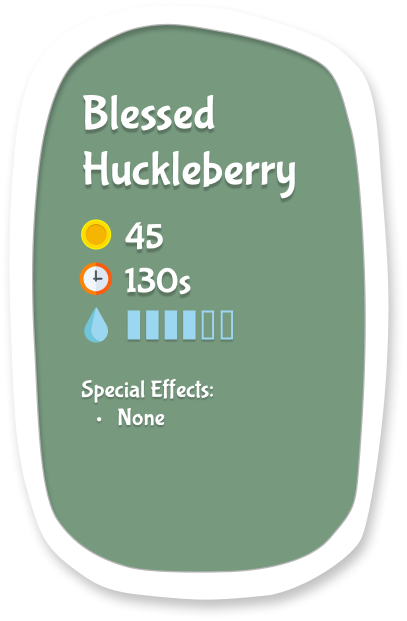 Blessed
Huckleberry
45
130s
Special Effects:
• None